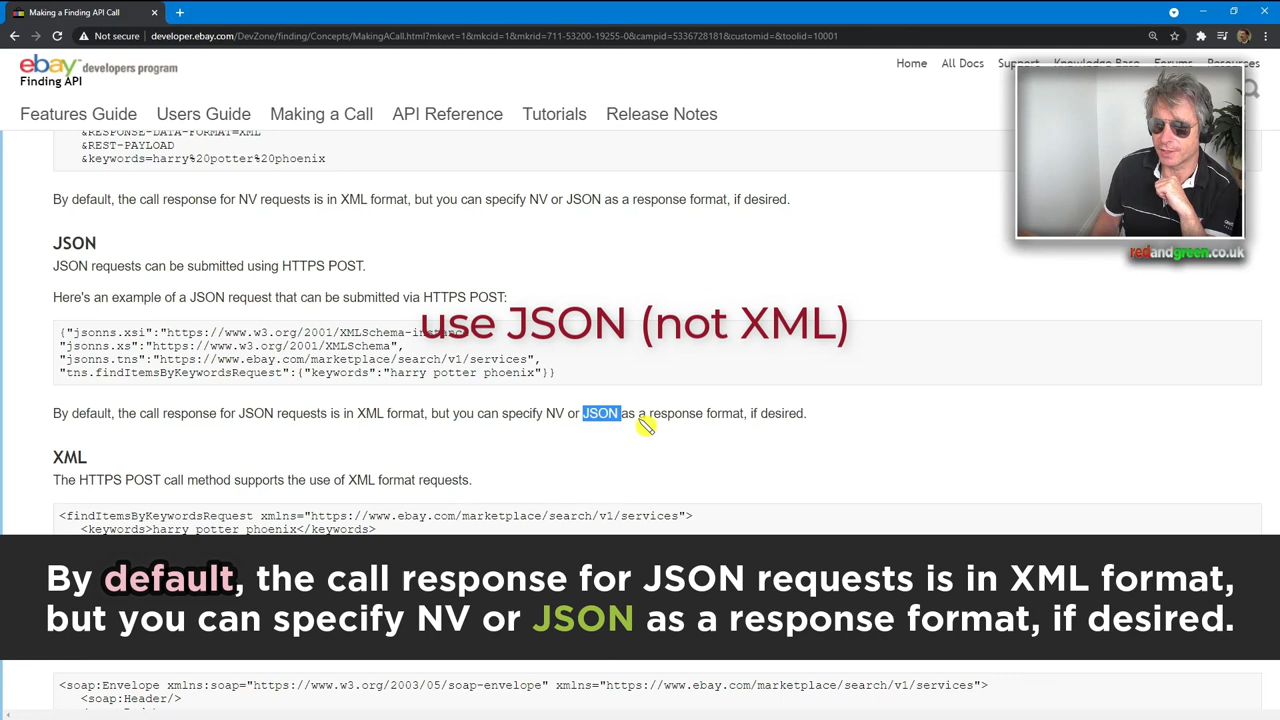 Making a Finding API Call
Not secure developer.ebay.com/DevZone/finding/Concepts/MakingACall.html?mkevt=1&mkcid=1&mkrid=711-53200-19255-0&campid=5336728181&customid=&toolid=10001
ebay developers program
Finding API
Home All Docs Support Knowledge Base Forums Resources
Features Guide Users Guide Making a Call API Reference Tutorials Release Notes
&RESPONSE-DATA-FORMAT=XML
&REST-PAYLOAD
&keywords=harry%20potter%20phoenix
By default, the call response for NV requests is in XML format, but you can specify NV or JSON as a response format, if desired.
redandgreen.co.uk
JSON
JSON requests can be submitted using HTTPS POST.
Here's an example of a JSON request that can be submitted via HTTPS POST:
use JSON (not XML)
{"jsonns.xsi":"https://www.w3.org/2001/XMLSchema-instance",
"jsonns.xs":"https://www.w3.org/2001/XMLSchema",
"jsonns.tns":"https://www.ebay.com/marketplace/search/v1/services",
"tns.findItemsByKeywordsRequest":{"keywords":"harry potter phoenix"}}
By default, the call response for JSON requests is in XML format, but you can specify NV or JSON as a response format, if desired.
XML
The HTTPS POST call method supports the use of XML format requests.
<findItemsByKeywordsRequest xmlns="https://www.ebay.com/marketplace/search/v1/services">
<keywords>harry potter phoenix</keywords>
By default, the call response for JSON requests is in XML format,
but you can specify NV or JSON as a response format, if desired.
<soap:Envelope xmlns:soap="https://www.w3.org/2003/05/soap-envelope" xmlns="https://www.ebay.com/marketplace/search/v1/services">
<soap:Header/>